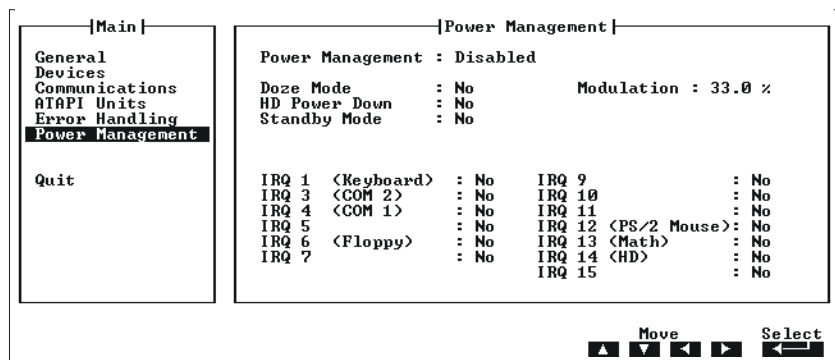 Main
General
Devices
Communications
ATAPI Units
Error Handling
Power Management
Quit
Power Management
Power Management : Disabled
Doze Mode : No Modulation : 33.0 %
HD Power Down : No
Standby Mode : No
IRQ 1 (Keyboard) : No IRQ 9 : No
IRQ 3 (COM 2) : No IRQ 10 : No
IRQ 4 (COM 1) : No IRQ 11 : No
IRQ 5 : No IRQ 12 (PS/2 Mouse): No
IRQ 6 (Floppy) : No IRQ 13 (Math) : No
IRQ 7 : No IRQ 14 (HD) : No
IRQ 15 : No
Move Select